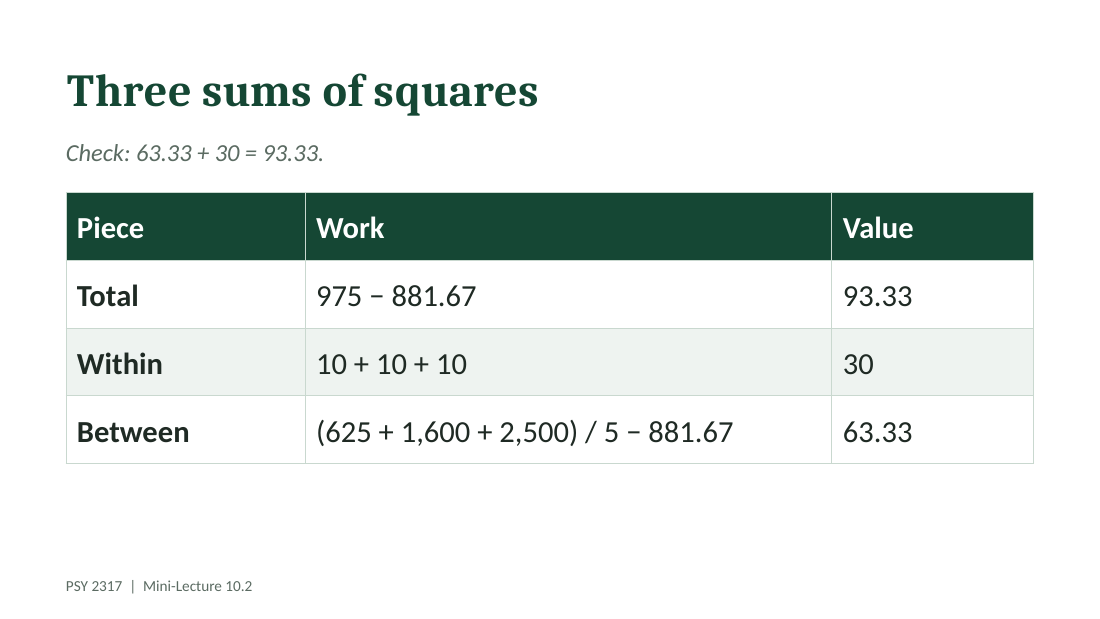 Three sums of squares
Check: 63.33 + 30 = 93.33.
Piece Work Value
Total 975 − 881.67 93.33
Within 10 + 10 + 10 30
Between (625 + 1,600 + 2,500) / 5 − 881.67 63.33
PSY 2317 | Mini-Lecture 10.2